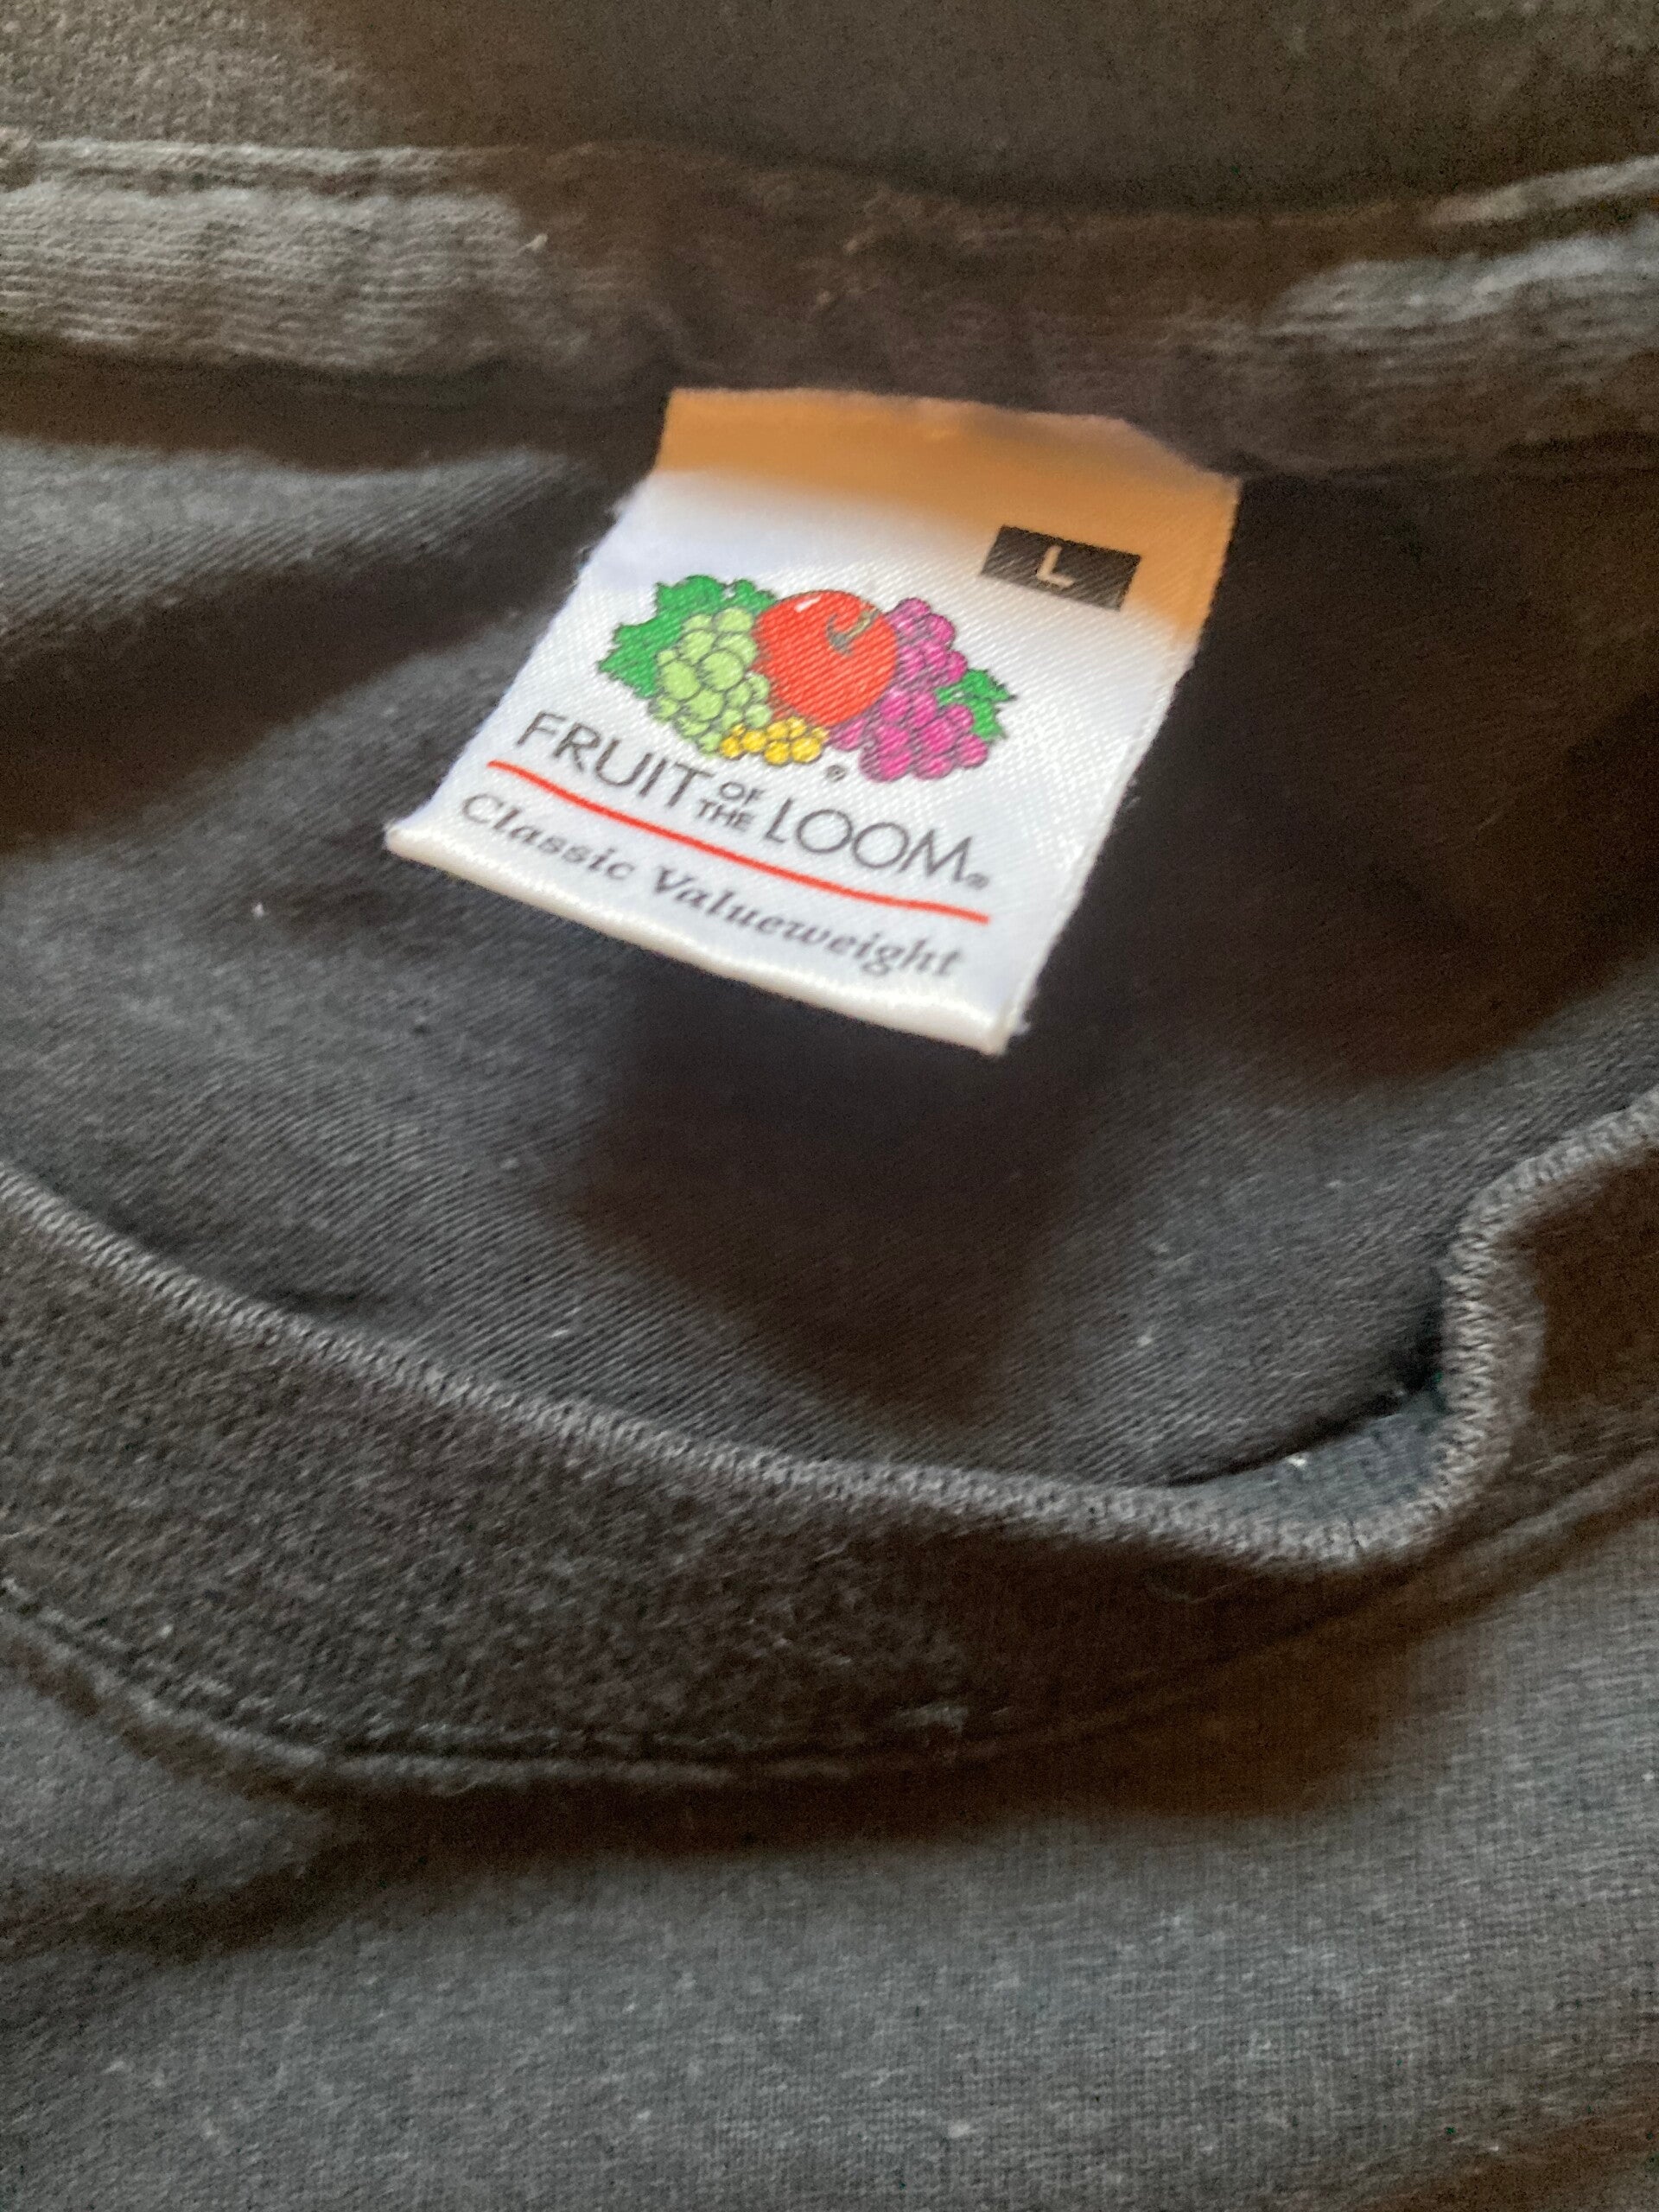 L
®
FRUIT OF THE LOOM®
Classic Valueweight